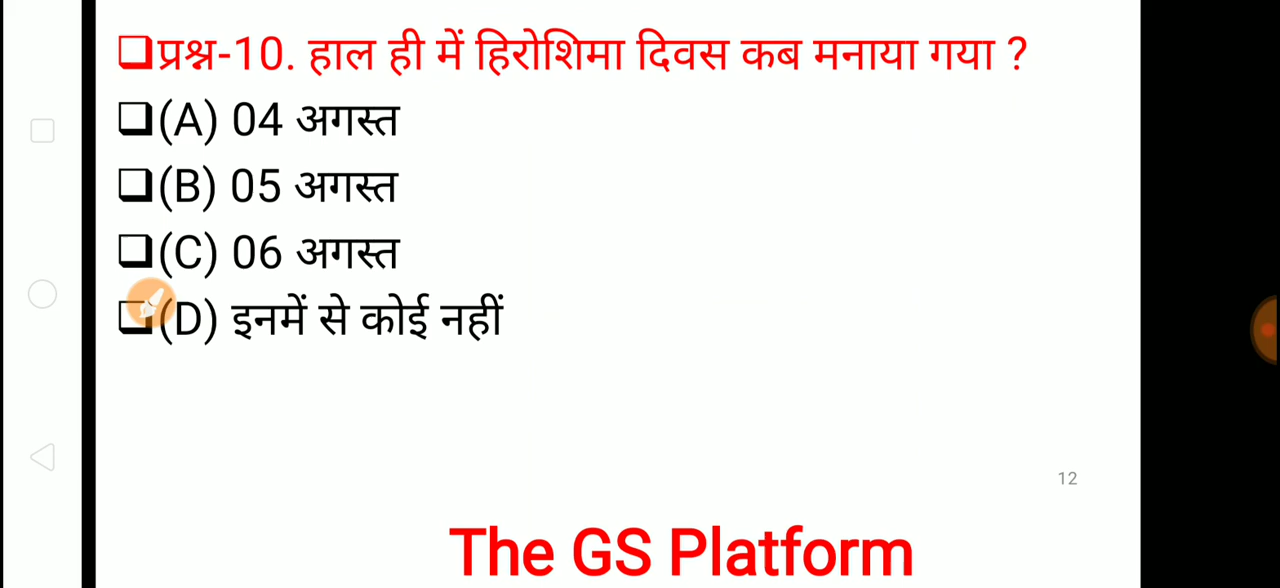 ❑प्रश्न-10. हाल ही में हिरोशिमा दिवस कब मनाया गया ?
❑(A) 04 अगस्त
❑(B) 05 अगस्त
❑(C) 06 अगस्त
❑(D) इनमें से कोई नहीं
12
The GS Platform